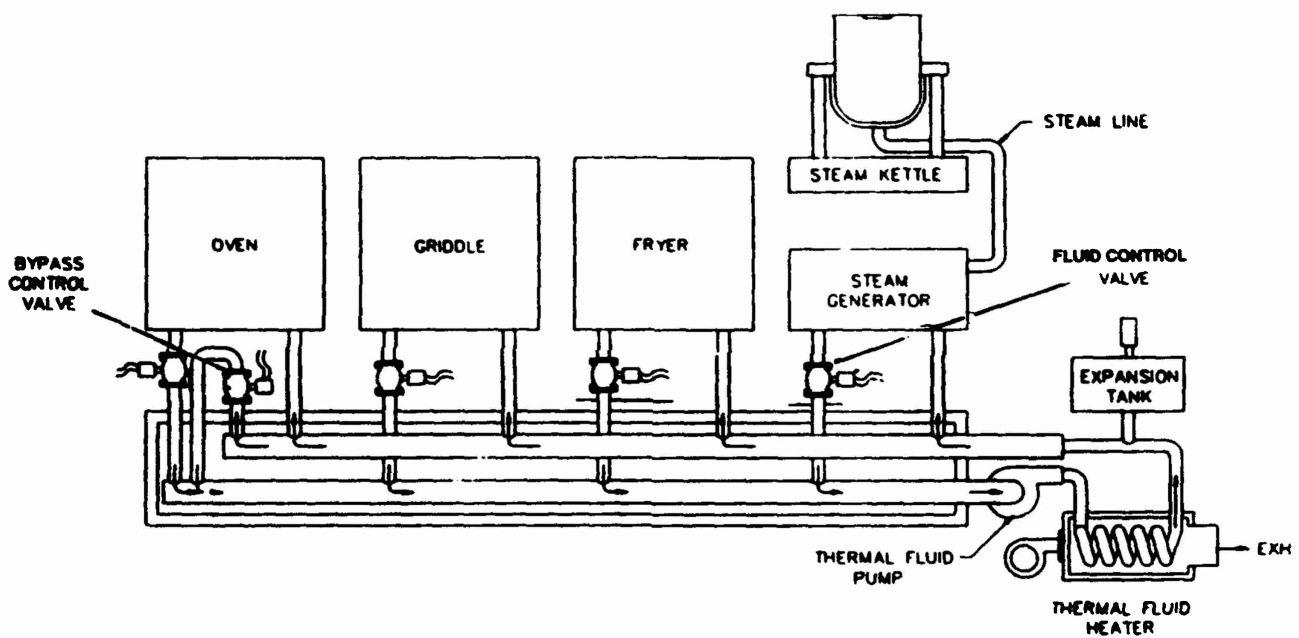 STEAM LINE
STEAM KETTLE
OVEN
GRIDDLE
FRYER
BYPASS
CONTROL
VALVE
STEAM
GENERATOR
FLUID CONTROL
VALVE
EXPANSION
TANK
THERMAL FLUID
PUMP
EXH
THERMAL FLUID
HEATER